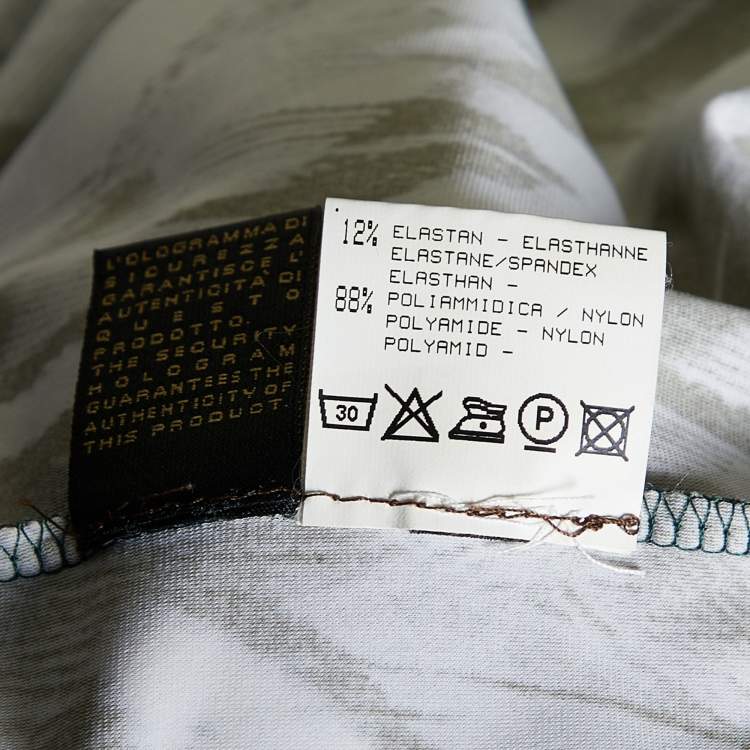 L'OLOGRAMMA DI
SICUREZZA
GARANTISCE L'
AUTENTICITA' DI
QUESTO
PRODOTTO.
THE SECURITY
HOLOGRAM
GUARANTEES THE
AUTHENTICITY OF
THIS PRODUCT.
12% ELASTAN - ELASTHANNE
ELASTANE/SPANDEX
ELASTHAN -
88% POLIAMMIDICA / NYLON
POLYAMIDE - NYLON
POLYAMID -
30
P